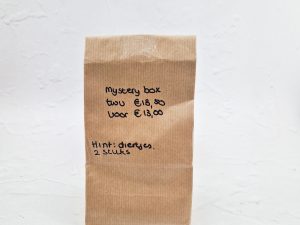 mystery box
twv €18,50
voor €13,00
Hint: diertjes.
2 stuks